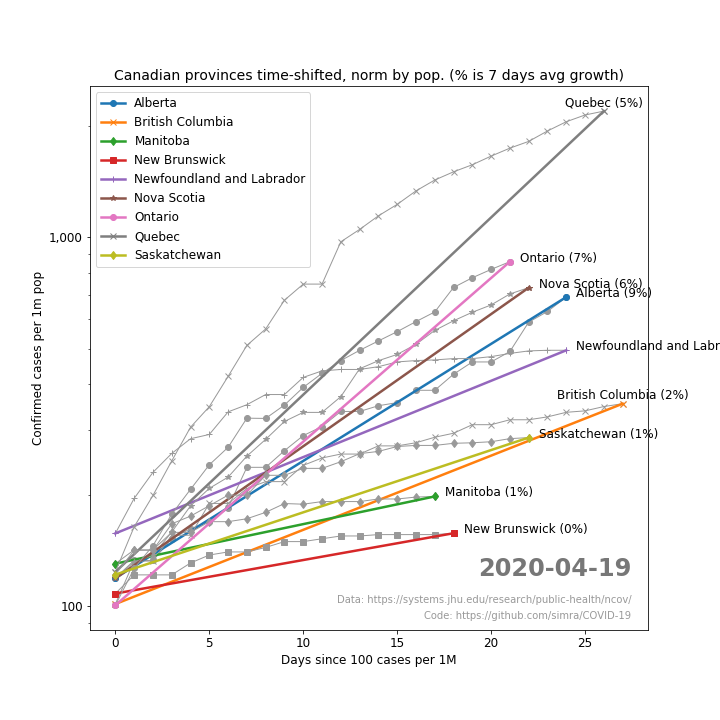 Canadian provinces time-shifted, norm by pop. (% is 7 days avg growth)
Alberta
British Columbia
Manitoba
New Brunswick
Newfoundland and Labrador
Nova Scotia
Ontario
Quebec
Saskatchewan
Quebec (5%)
Ontario (7%)
Nova Scotia (6%)
Alberta (9%)
Newfoundland and Labr
British Columbia (2%)
Saskatchewan (1%)
Manitoba (1%)
New Brunswick (0%)
2020-04-19
Data: https://systems.jhu.edu/research/public-health/ncov/
Code: https://github.com/simra/COVID-19
Confirmed cases per 1m pop
1,000
100
0 5 10 15 20 25
Days since 100 cases per 1M